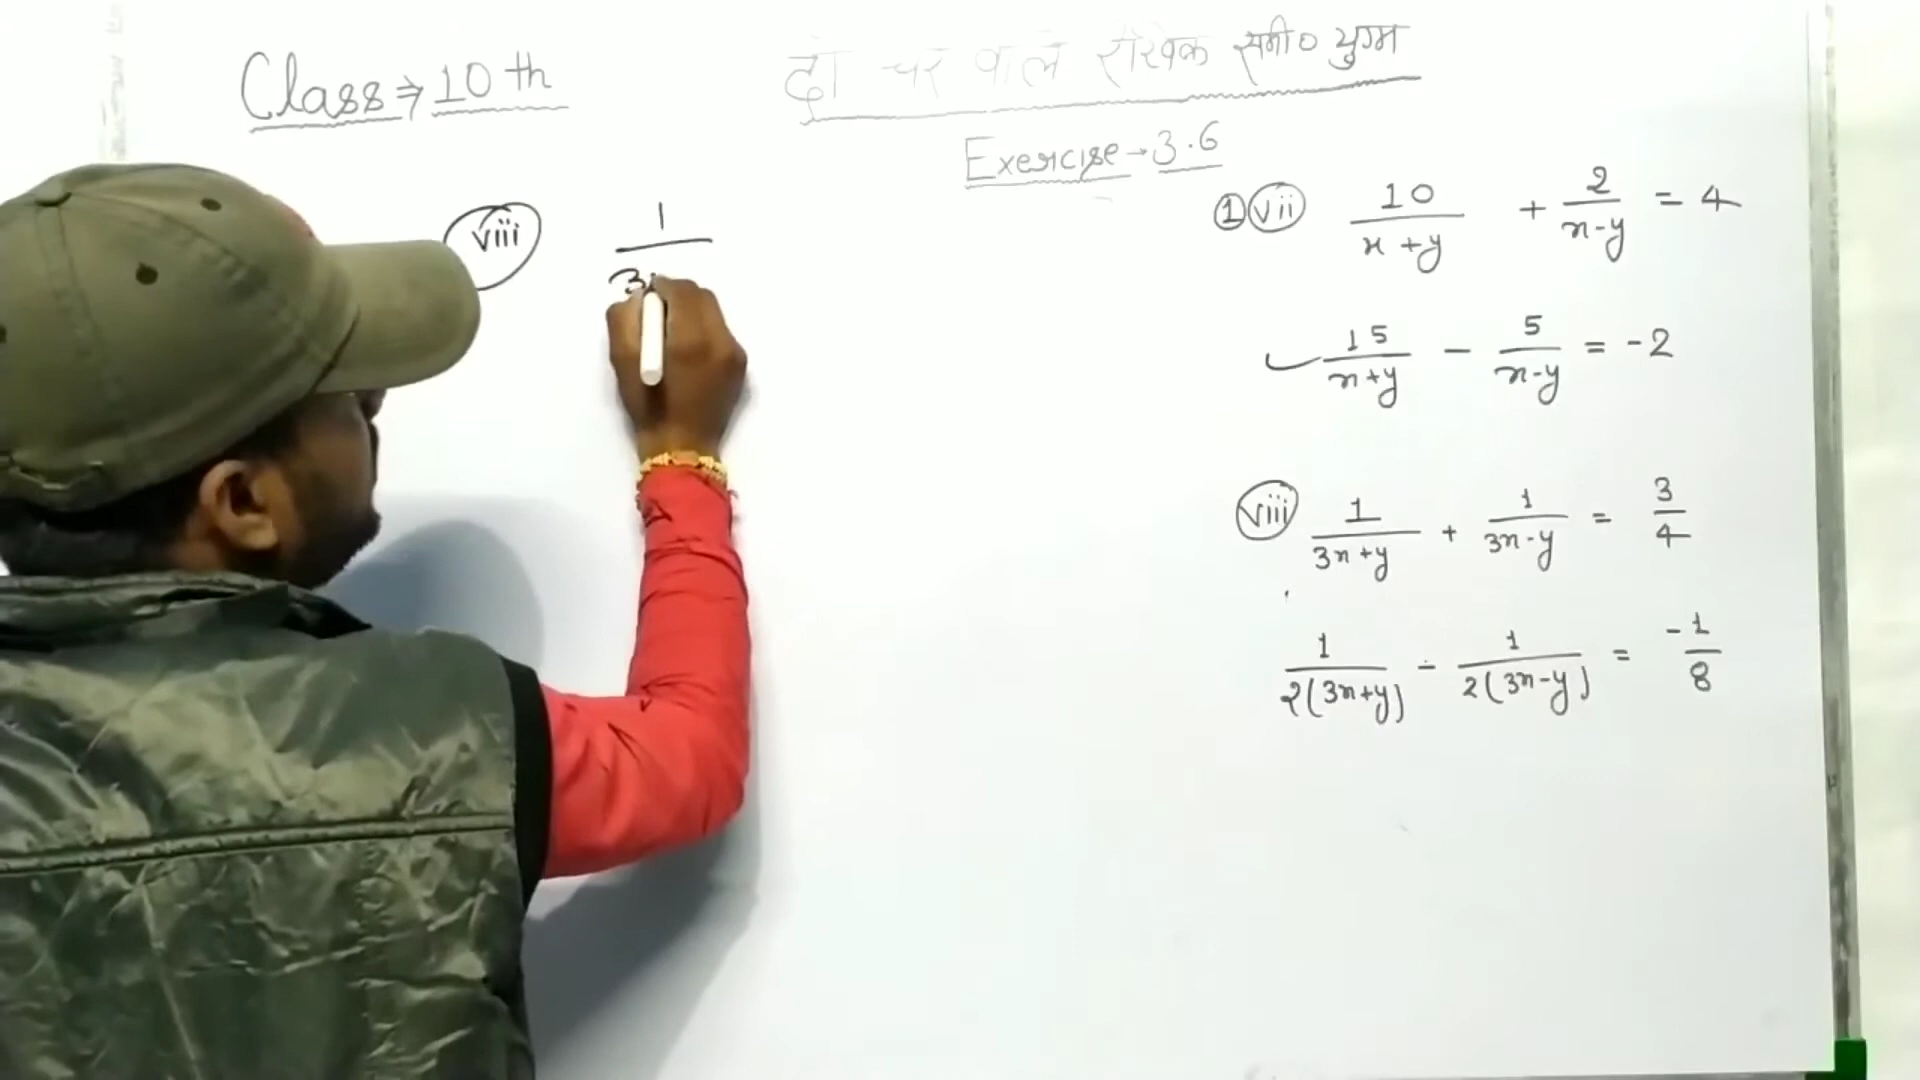 Class ⇒ 10 th
दो चर वाले रैखिक समी० युग्म
Exercise → 3.6
① (vii) 10/(x+y) + 2/(x-y) = 4
15/(x+y) - 5/(x-y) = -2
(viii) 1/(3x+y) + 1/(3x-y) = 3/4
1/(2(3x+y)) - 1/(2(3x-y)) = -1/8
(viii) 1/3